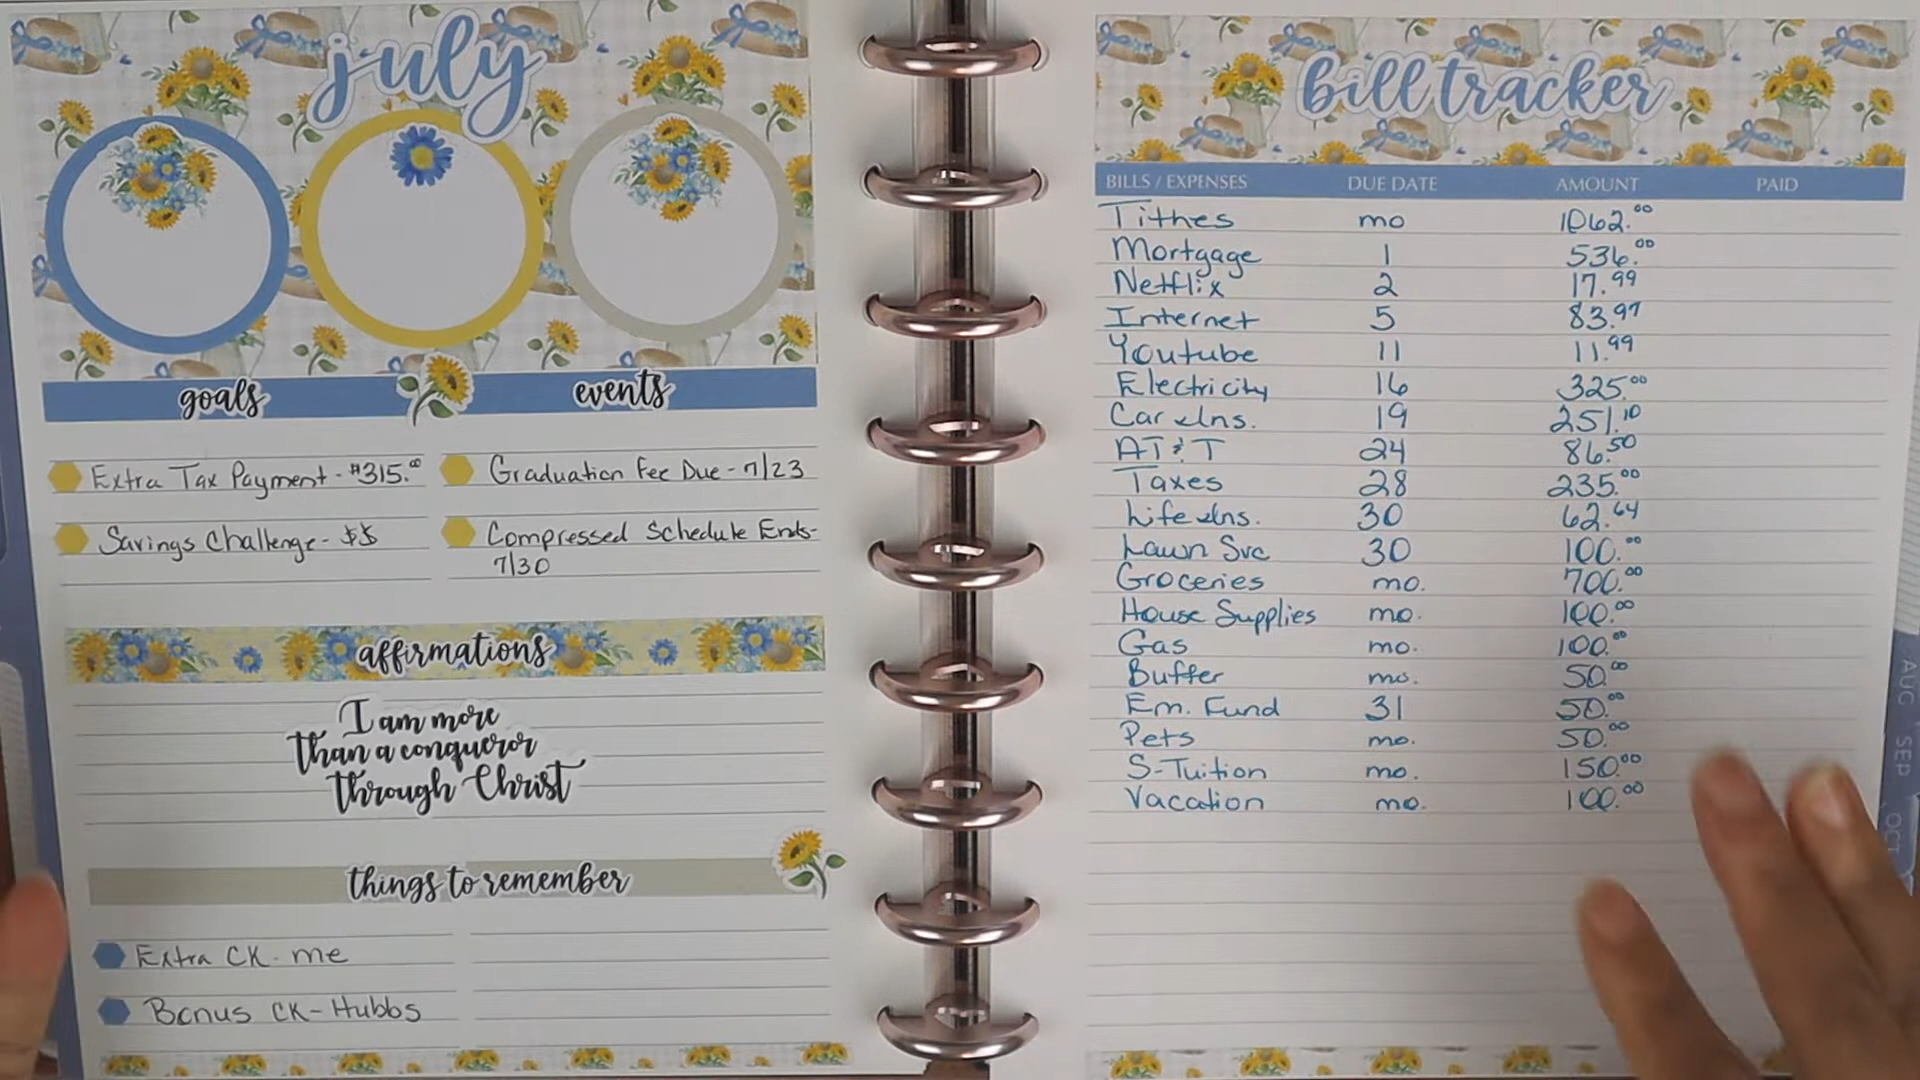 july
goals events
Extra Tax Payment - $315.00
Savings Challenge - $$
Graduation Fee Due - 7/23
Compressed Schedule Ends-
7/30
affirmations
I am more
than a conqueror
through Christ
things to remember
Extra CK - me
Bonus CK - Hubbs
bill tracker
BILLS / EXPENSES DUE DATE AMOUNT PAID
Tithes mo 1062.00
Mortgage 1 536.00
Netflix 2 17.99
Internet 5 83.97
Youtube 11 11.99
Electricity 16 325.00
Car Ins. 19 251.10
AT&T 24 86.50
Taxes 28 235.00
Life Ins. 30 62.64
Lawn Svc 30 100.00
Groceries mo. 700.00
House Supplies mo. 100.00
Gas mo. 100.00
Buffer mo. 50.00
Em. Fund 31 50.00
Pets mo. 50.00
S-Tuition mo. 150.00
Vacation mo. 100.00
AUG
SEP
OCT